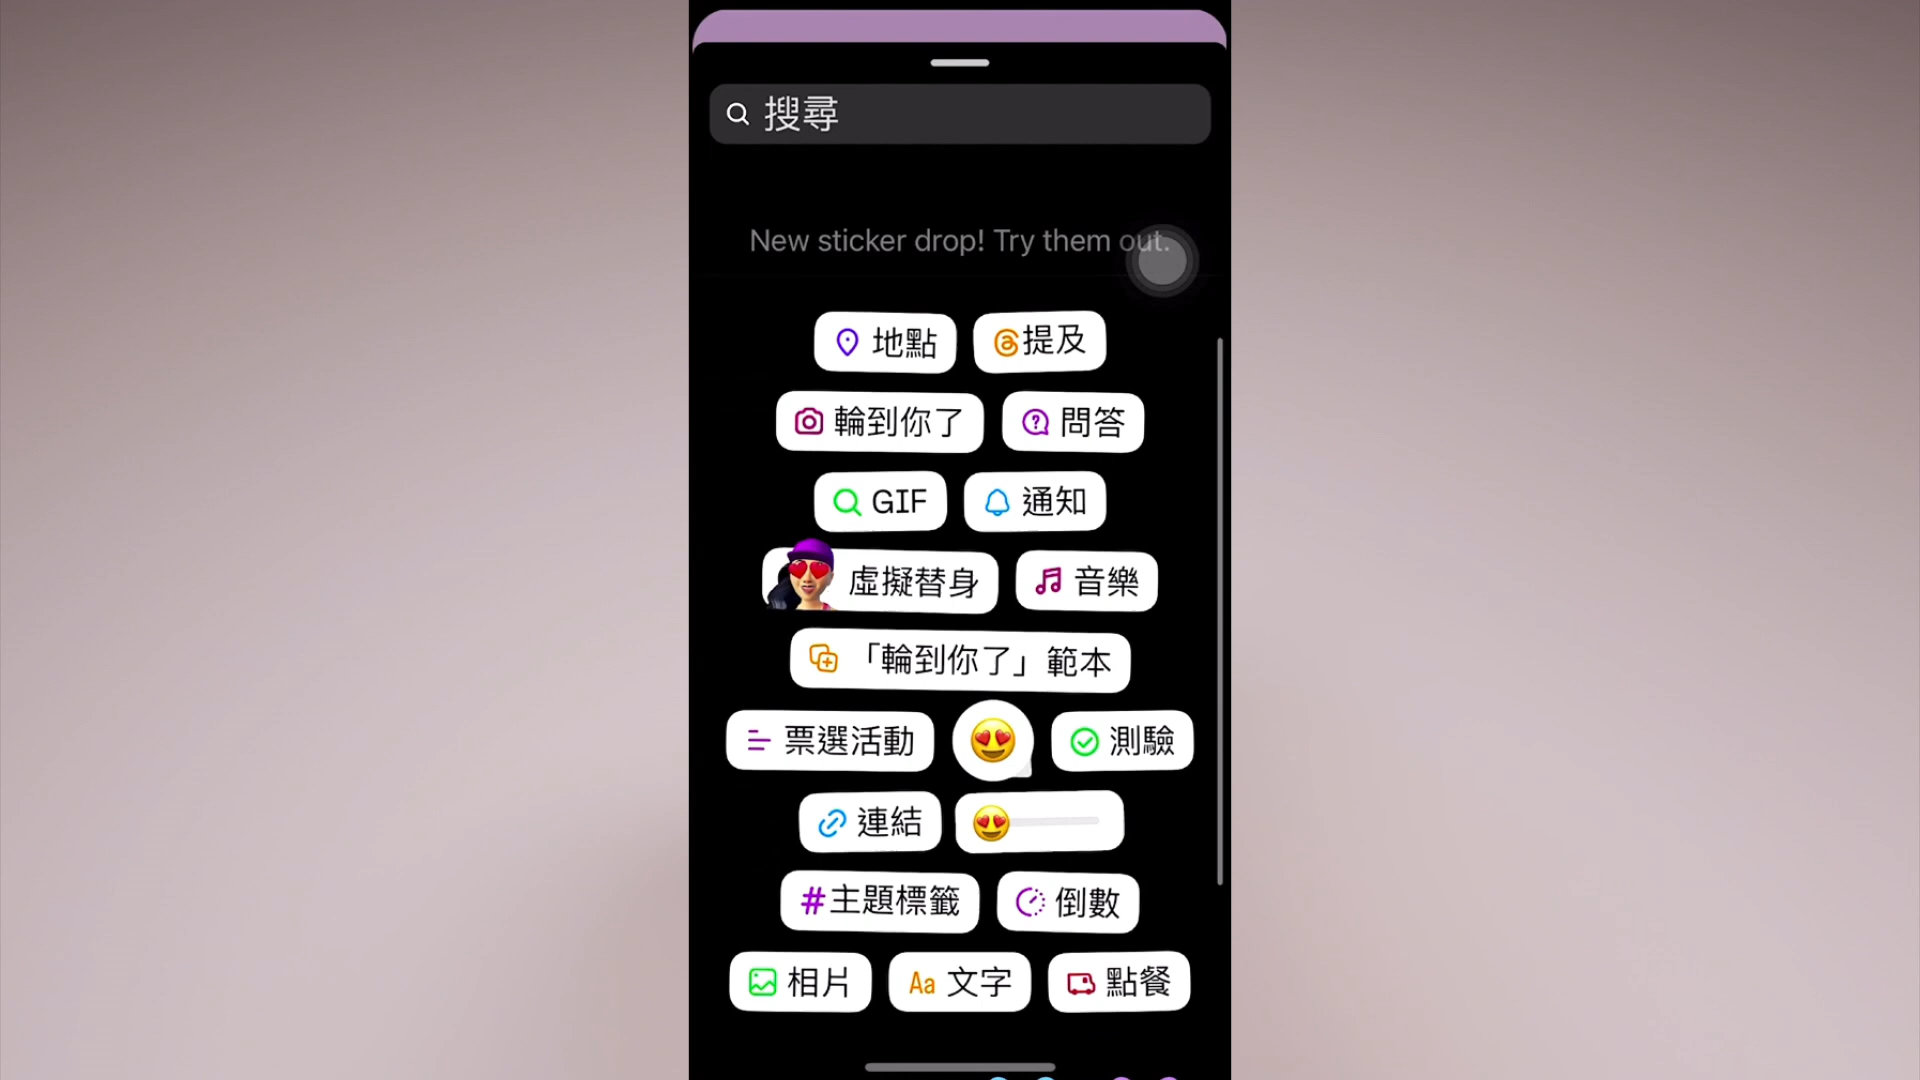 搜尋
New sticker drop! Try them out.
地點 提及
輪到你了 問答
GIF 通知
虛擬替身 音樂
「輪到你了」範本
票選活動 測驗
連結
#主題標籤 倒數
相片 Aa 文字 點餐